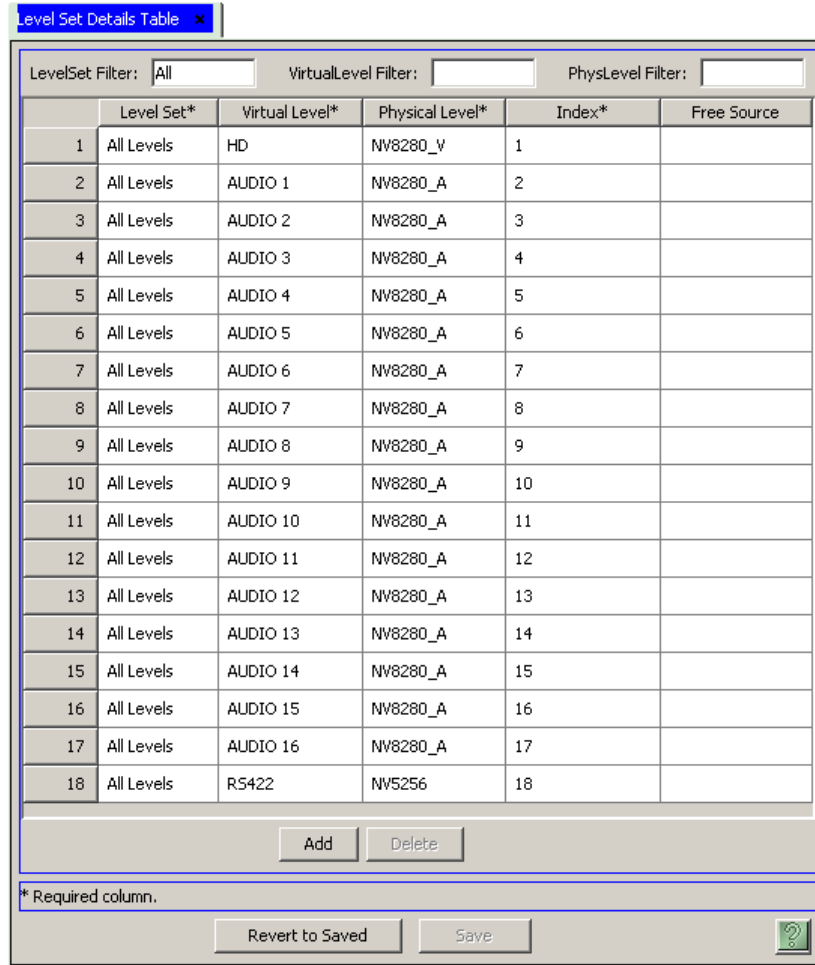 Level Set Details Table ×
LevelSet Filter: All VirtualLevel Filter: PhysLevel Filter:
Level Set* Virtual Level* Physical Level* Index* Free Source
1 All Levels HD NV8280_V 1
2 All Levels AUDIO 1 NV8280_A 2
3 All Levels AUDIO 2 NV8280_A 3
4 All Levels AUDIO 3 NV8280_A 4
5 All Levels AUDIO 4 NV8280_A 5
6 All Levels AUDIO 5 NV8280_A 6
7 All Levels AUDIO 6 NV8280_A 7
8 All Levels AUDIO 7 NV8280_A 8
9 All Levels AUDIO 8 NV8280_A 9
10 All Levels AUDIO 9 NV8280_A 10
11 All Levels AUDIO 10 NV8280_A 11
12 All Levels AUDIO 11 NV8280_A 12
13 All Levels AUDIO 12 NV8280_A 13
14 All Levels AUDIO 13 NV8280_A 14
15 All Levels AUDIO 14 NV8280_A 15
16 All Levels AUDIO 15 NV8280_A 16
17 All Levels AUDIO 16 NV8280_A 17
18 All Levels RS422 NV5256 18
Add Delete
* Required column.
Revert to Saved Save ?